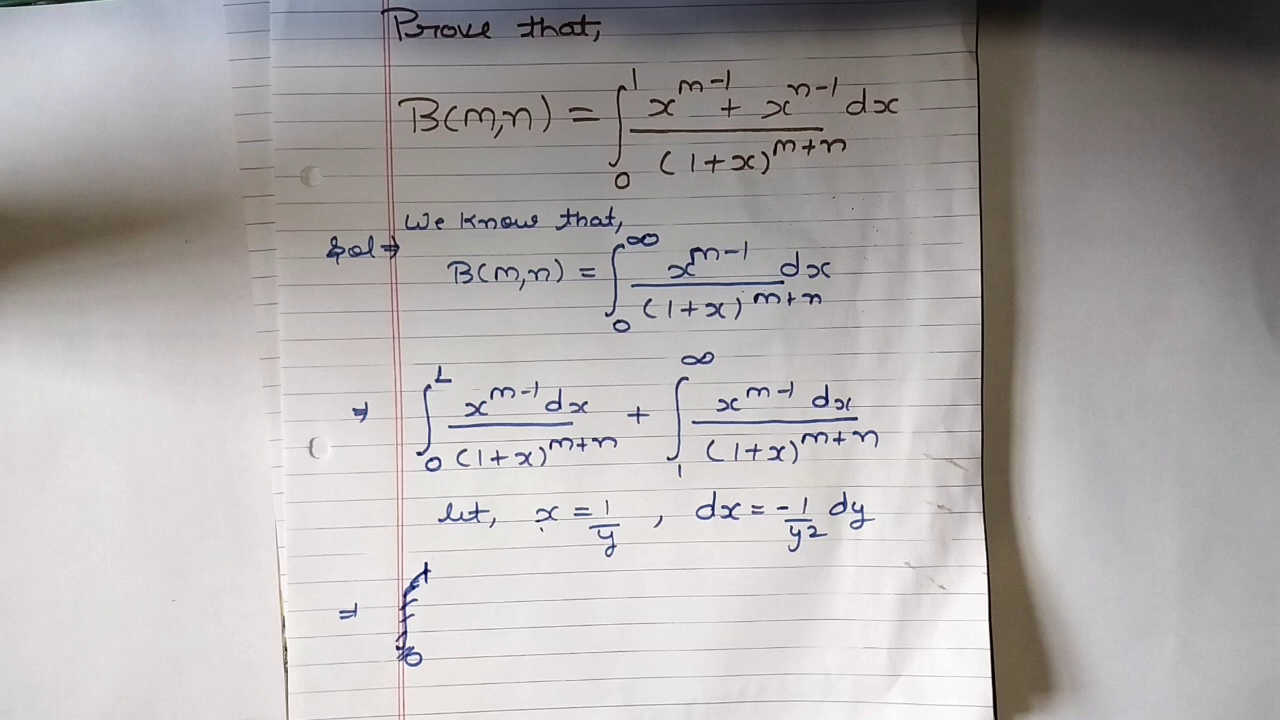 Prove that,
B(m,n) = ∫₀¹ (x^(m-1) + x^(n-1))/(1+x)^(m+n) dx
We know that,
Sol⇒ B(m,n) = ∫₀^∞ x^(m-1)/(1+x)^(m+n) dx
⇒ ∫₀¹ x^(m-1) dx/(1+x)^(m+n) + ∫₁^∞ x^(m-1) dx/(1+x)^(m+n)
let, x = 1/y , dx = -1/y² dy
=